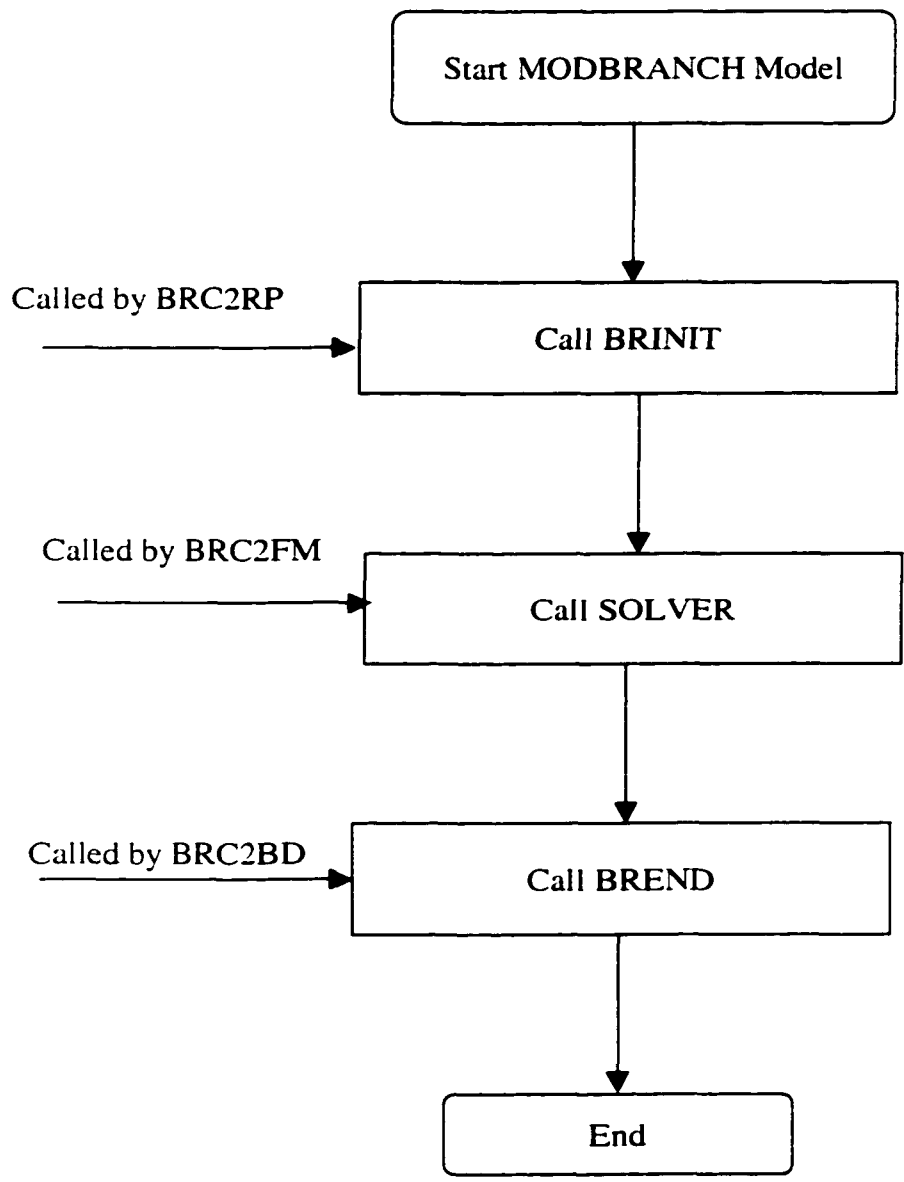 Start MODBRANCH Model
Called by BRC2RP
Call BRINIT
Called by BRC2FM
Call SOLVER
Called by BRC2BD
Call BREND
End